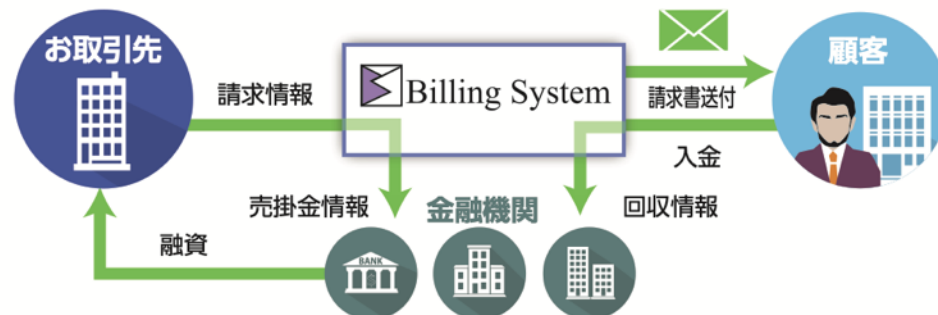 お取引先
請求情報
Billing System
請求書送付
顧客
入金
売掛金情報
金融機関
回収情報
融資
BANK